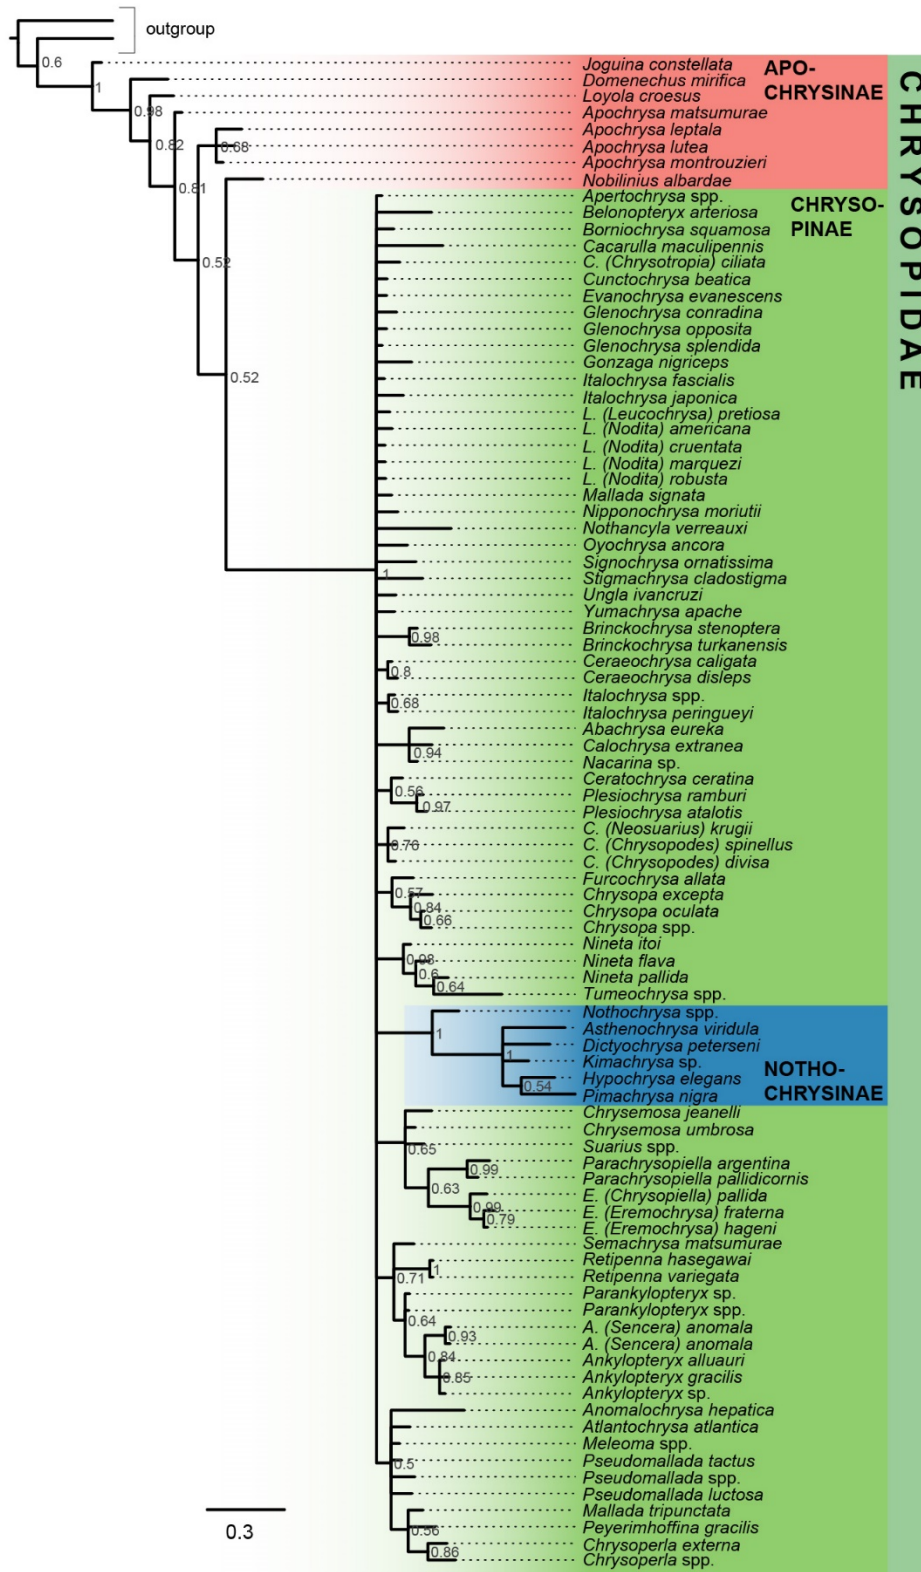 outgroup
0.6
Joguina constellata
APO-
CHRYSINAE
CHRYSOPIDAE
1
Domenechus mirifica
0.98
Loyola croesus
0.82
Apochrysa matsumurae
0.81
Apochrysa leptala
0.68
Apochrysa lutea
Apochrysa montrouzieri
Nobilinius albardae
0.52
0.52
Apertochrysa spp.
CHRYSO-
PINAE
Belonopteryx arteriosa
Borniochrysa squamosa
Cacarulla maculipennis
C. (Chrysotropia) ciliata
Cunctochrysa beatica
Evanochrysa evanescens
Glenochrysa conradina
Glenochrysa opposita
Glenochrysa splendida
Gonzaga nigriceps
Italochrysa fascialis
Italochrysa japonica
L. (Leucochrysa) pretiosa
L. (Nodita) americana
L. (Nodita) cruentata
L. (Nodita) marquezi
L. (Nodita) robusta
Mallada signata
Nipponochrysa moriutii
Nothancyla verreauxi
Oyochrysa ancora
Signochrysa ornatissima
1
Stigmachrysa cladostigma
Ungla ivancruzi
Yumachrysa apache
Brinckochrysa stenoptera
0.98
Brinckochrysa turkanensis
Ceraeochrysa caligata
0.8
Ceraeochrysa disleps
Italochrysa spp.
0.68
Italochrysa peringueyi
Abachrysa eureka
Calochrysa extranea
0.94
Nacarina sp.
Ceratochrysa ceratina
0.56
Plesiochrysa ramburi
0.97
Plesiochrysa atalotis
C. (Neosuarius) krugii
0.76
C. (Chrysopodes) spinellus
C. (Chrysopodes) divisa
Furcochrysa allata
0.57
Chrysopa excepta
0.84
Chrysopa oculata
0.66
Chrysopa spp.
Nineta itoi
0.98
Nineta flava
0.6
Nineta pallida
0.64
Tumeochrysa spp.
Nothochrysa spp.
1
Asthenochrysa viridula
Dictyochrysa peterseni
1
Kimachrysa sp.
NOTHO-
CHRYSINAE
Hypochrysa elegans
0.54
Pimachrysa nigra
Chrysemosa jeanelli
Chrysemosa umbrosa
0.65
Suarius spp.
Parachrysopiella argentina
0.99
Parachrysopiella pallidicornis
0.63
E. (Chrysopiella) pallida
0.99
E. (Eremochrysa) fraterna
0.79
E. (Eremochrysa) hageni
Semachrysa matsumurae
Retipenna hasegawai
0.71
1
Retipenna variegata
Parankylopteryx sp.
Parankylopteryx spp.
0.64
A. (Sencera) anomala
0.93
A. (Sencera) anomala
0.84
Ankylopteryx alluauri
Ankylopteryx gracilis
0.85
Ankylopteryx sp.
Anomalochrysa hepatica
Atlantochrysa atlantica
Meleoma spp.
0.5
Pseudomallada tactus
Pseudomallada spp.
Pseudomallada luctosa
Mallada tripunctata
0.56
Peyerimhoffina gracilis
Chrysoperla externa
0.86
Chrysoperla spp.
0.3